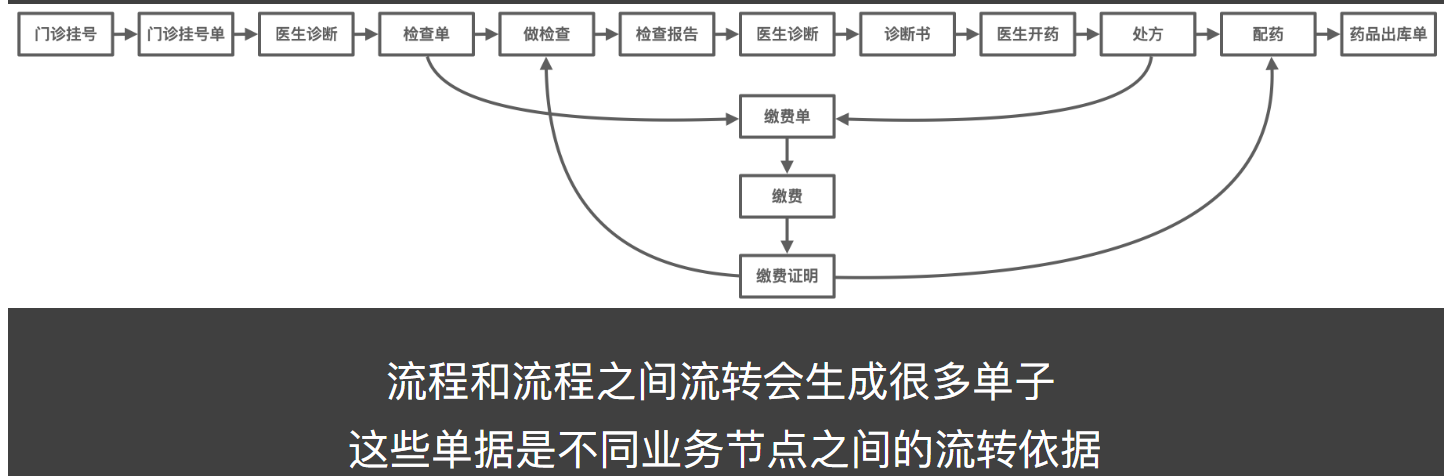 门诊挂号
门诊挂号单
医生诊断
检查单
做检查
检查报告
医生诊断
诊断书
医生开药
处方
配药
药品出库单
缴费单
缴费
缴费证明
流程和流程之间流转会生成很多单子
这些单据是不同业务节点之间的流转依据